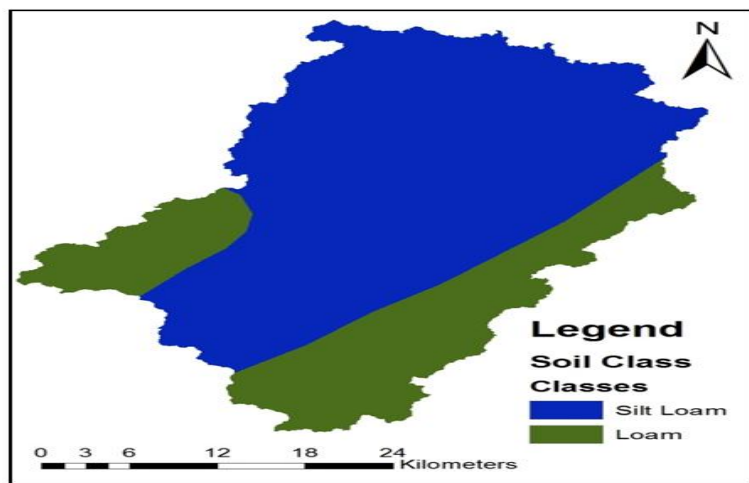 N
Legend
Soil Class
Classes
Silt Loam
Loam
0 3 6 12 18 24
Kilometers